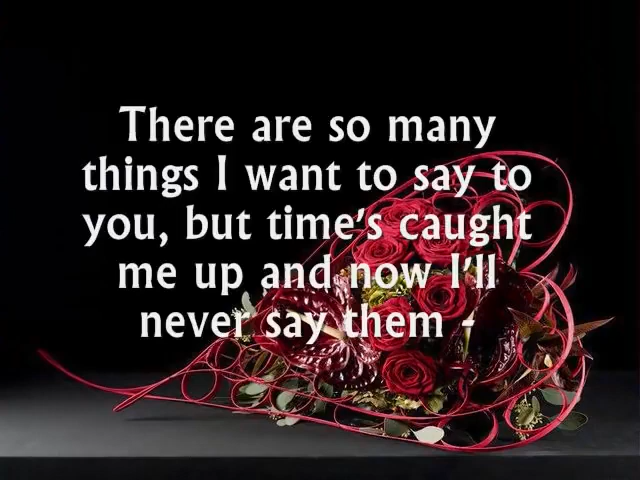 There are so many
things I want to say to
you, but time's caught
me up and now I'll
never say them -